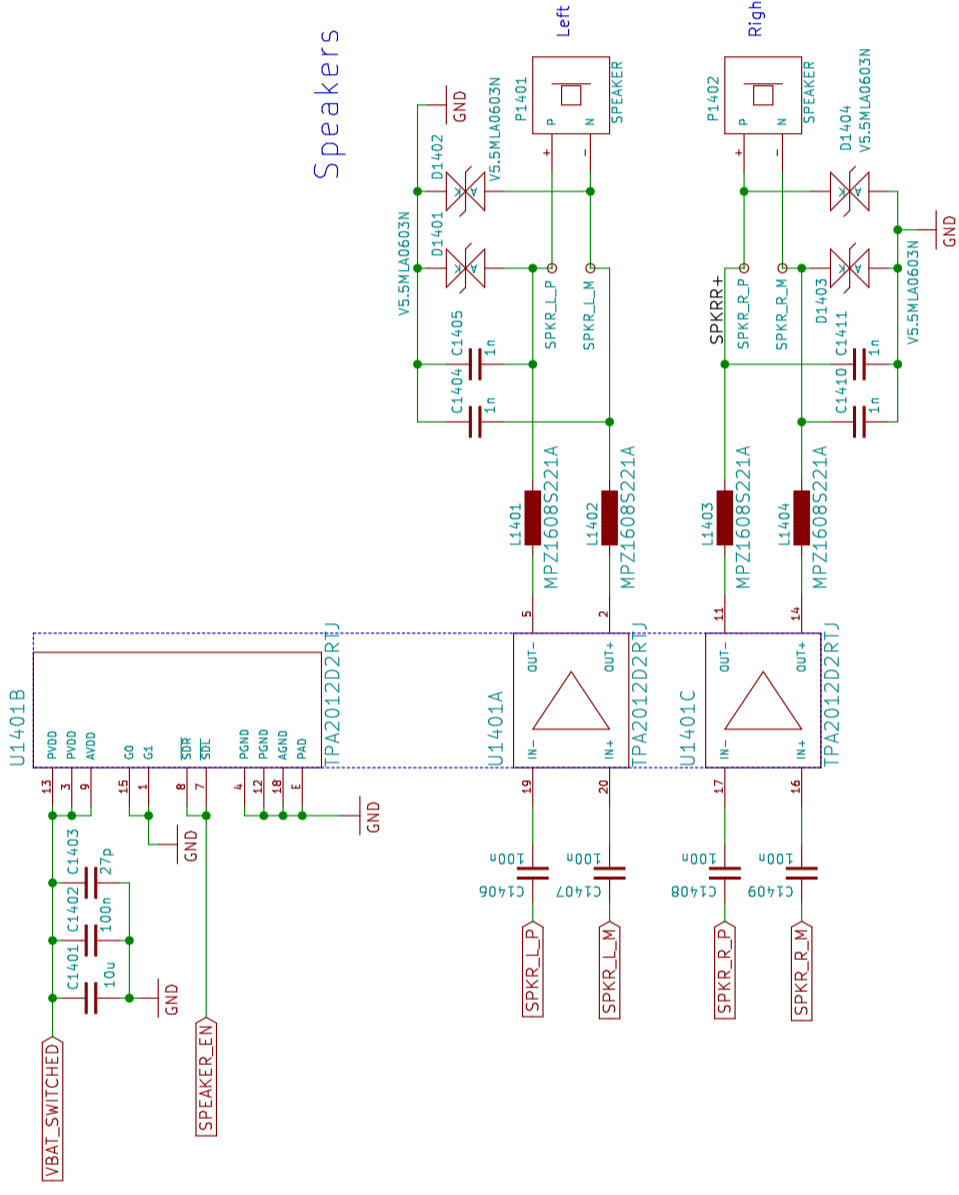 Speakers
Left
Righ
U1401B
TPA2012D2RTJ
PVDD
PVDD
AVDD
G0
G1
SDR
SDL
PGND
PGND
AGND
PAD
13
3
9
15
1
8
7
4
12
18
E
GND
GND
C1403
27p
C1402
100n
C1401
10u
GND
VBAT_SWITCHED
SPEAKER_EN
U1401A
TPA2012D2RTJ
IN-
IN+
OUT-
OUT+
19
20
5
2
C1406
100n
C1407
100n
SPKR_L_P
SPKR_L_M
L1401
MPZ1608S221A
L1402
MPZ1608S221A
C1404
1n
C1405
1n
V5.5MLA0603N
D1401
D1402
V5.5MLA0603N
GND
SPKR_L_P
SPKR_L_M
P1401
P
N
+
-
SPEAKER
U1401C
TPA2012D2RTJ
IN-
IN+
OUT-
OUT+
17
16
11
14
C1408
100n
C1409
100n
SPKR_R_P
SPKR_R_M
L1403
MPZ1608S221A
L1404
MPZ1608S221A
SPKRR+
SPKR_R_P
SPKR_R_M
C1410
1n
C1411
1n
D1403
V5.5MLA0603N
D1404
V5.5MLA0603N
GND
P1402
P
N
+
-
SPEAKER
A
K
A
K
A
K
A
K